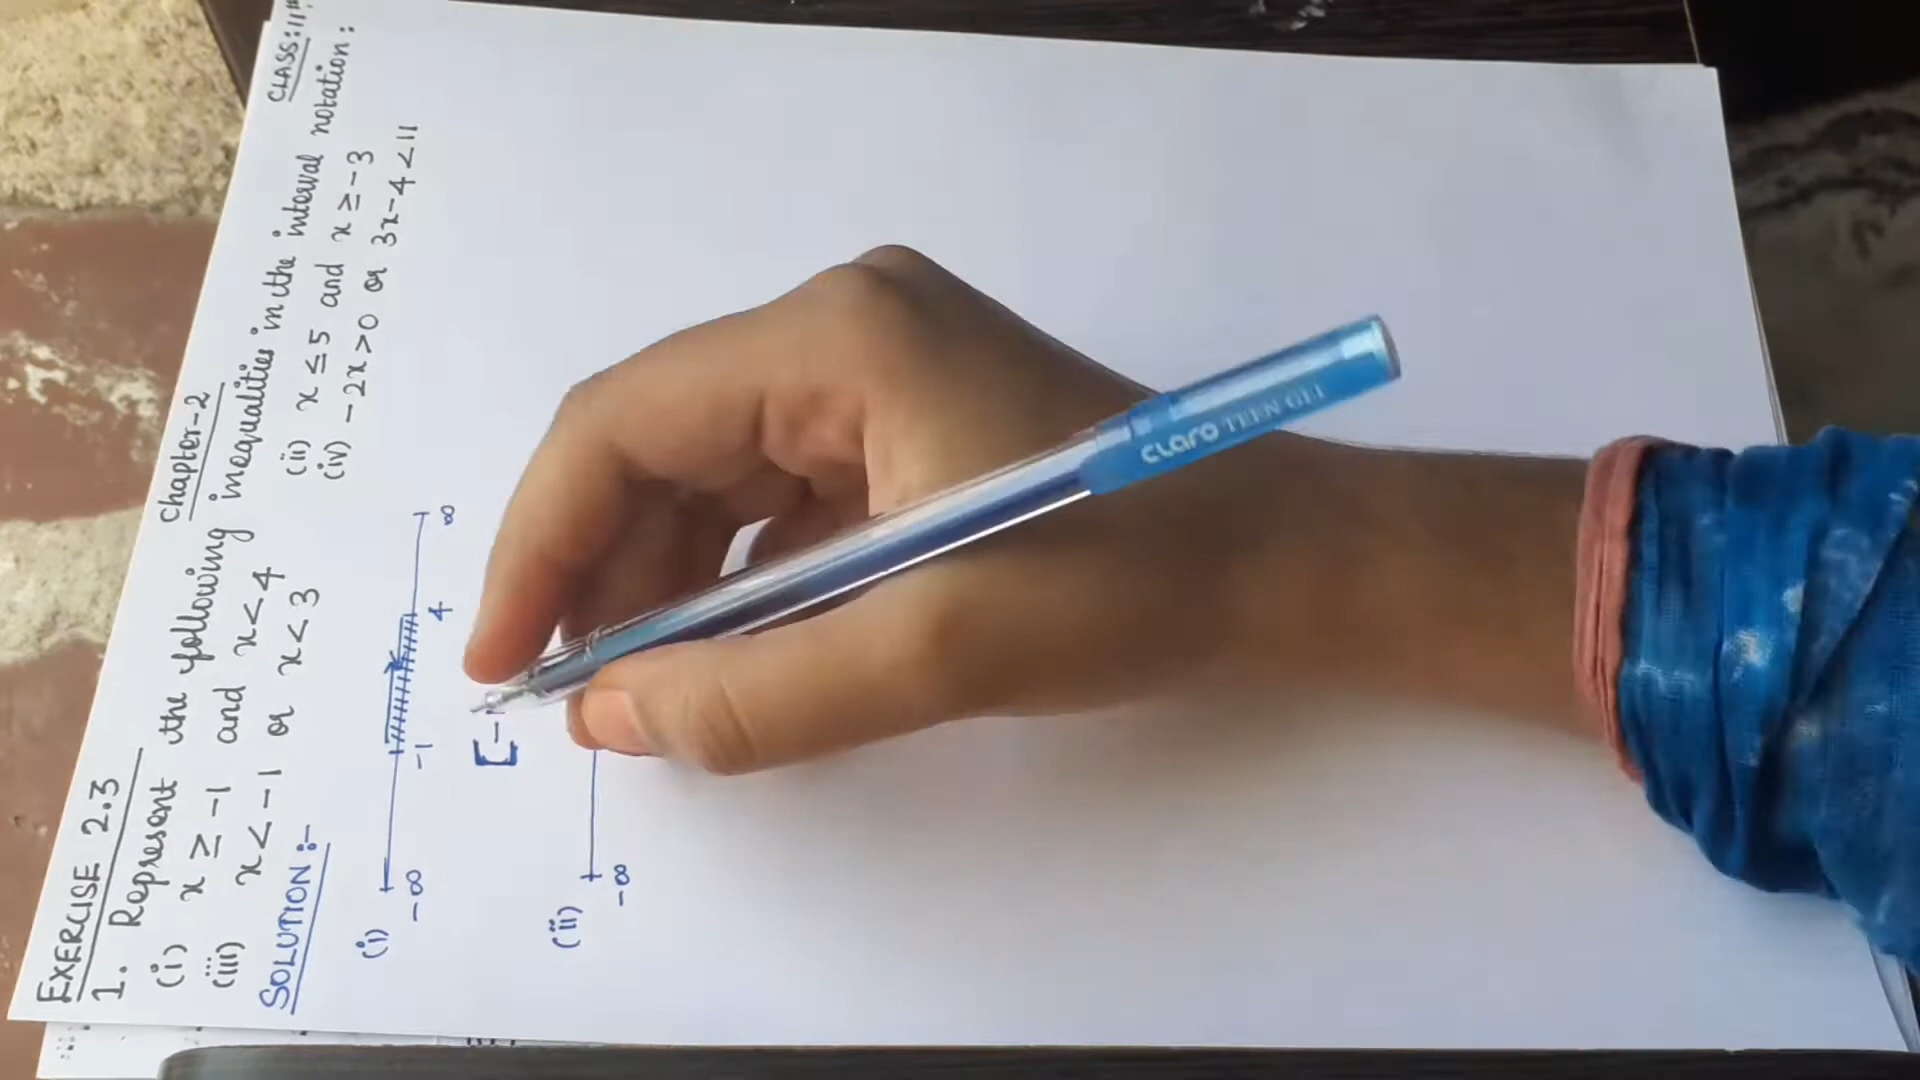 CLASS:11
Chapter-2
EXERCISE 2.3
1. Represent the following inequalities in the interval notation:
(i) x ≥ -1 and x < 4 (ii) x ≤ 5 and x ≥ -3
(iii) x < -1 or x < 3 (iv) -2x > 0 or 3x-4 < 11
SOLUTION:-
(i)
-∞ -1 4 ∞
[-
(ii)
-∞
claro TEEN GEL